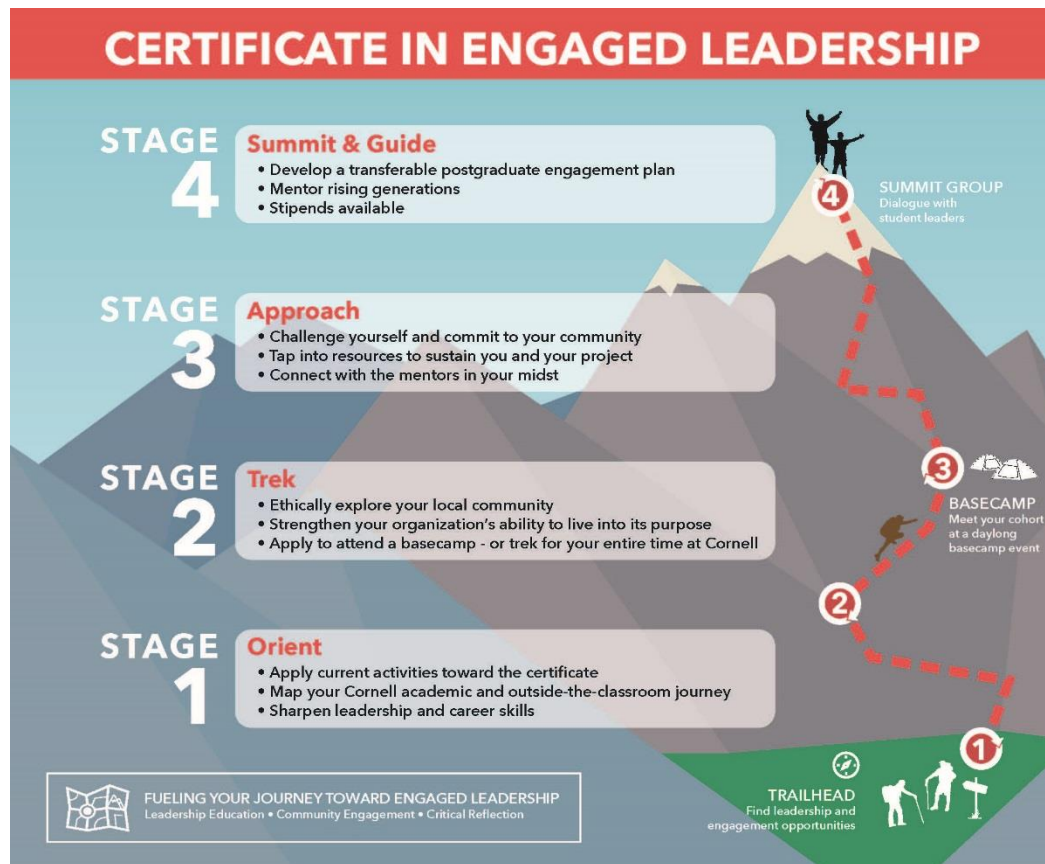 CERTIFICATE IN ENGAGED LEADERSHIP
STAGE
4
Summit & Guide
• Develop a transferable postgraduate engagement plan
• Mentor rising generations
• Stipends available
4
SUMMIT GROUP
Dialogue with
student leaders
STAGE
3
Approach
• Challenge yourself and commit to your community
• Tap into resources to sustain you and your project
• Connect with the mentors in your midst
3
BASECAMP
Meet your cohort
at a daylong
basecamp event
STAGE
2
Trek
• Ethically explore your local community
• Strengthen your organization's ability to live into its purpose
• Apply to attend a basecamp - or trek for your entire time at Cornell
2
STAGE
1
Orient
• Apply current activities toward the certificate
• Map your Cornell academic and outside-the-classroom journey
• Sharpen leadership and career skills
1
TRAILHEAD
Find leadership and
engagement opportunities
FUELING YOUR JOURNEY TOWARD ENGAGED LEADERSHIP
Leadership Education • Community Engagement • Critical Reflection